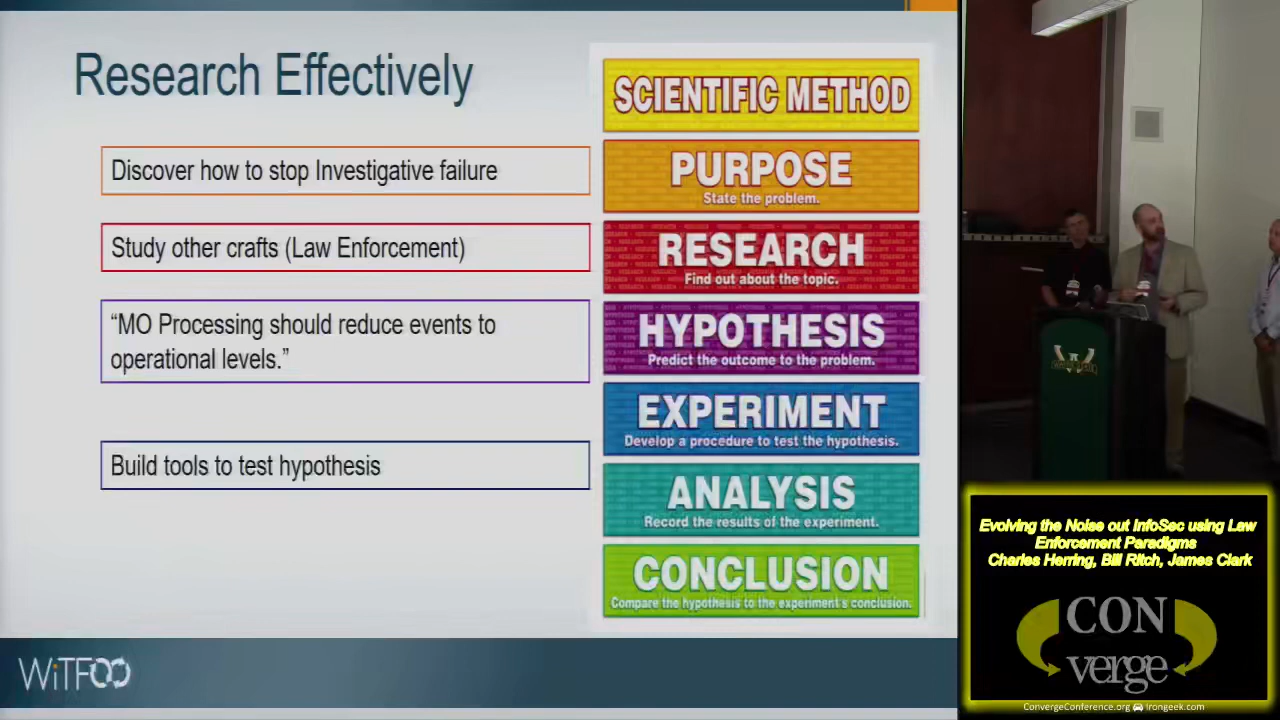 Research Effectively
Discover how to stop Investigative failure
Study other crafts (Law Enforcement)
“MO Processing should reduce events to
operational levels.”
Build tools to test hypothesis
SCIENTIFIC METHOD
PURPOSE
State the problem.
RESEARCH
Find out about the topic.
HYPOTHESIS
Predict the outcome to the problem.
EXPERIMENT
Develop a procedure to test the hypothesis.
ANALYSIS
Record the results of the experiment.
CONCLUSION
Compare the hypothesis to the experiment's conclusion.
WiTFOO
Evolving the Noise out InfoSec using Law
Enforcement Paradigms
Charles Herring, Bill Ritch, James Clark
CON
verge
ConvergeConference.org Irongeek.com